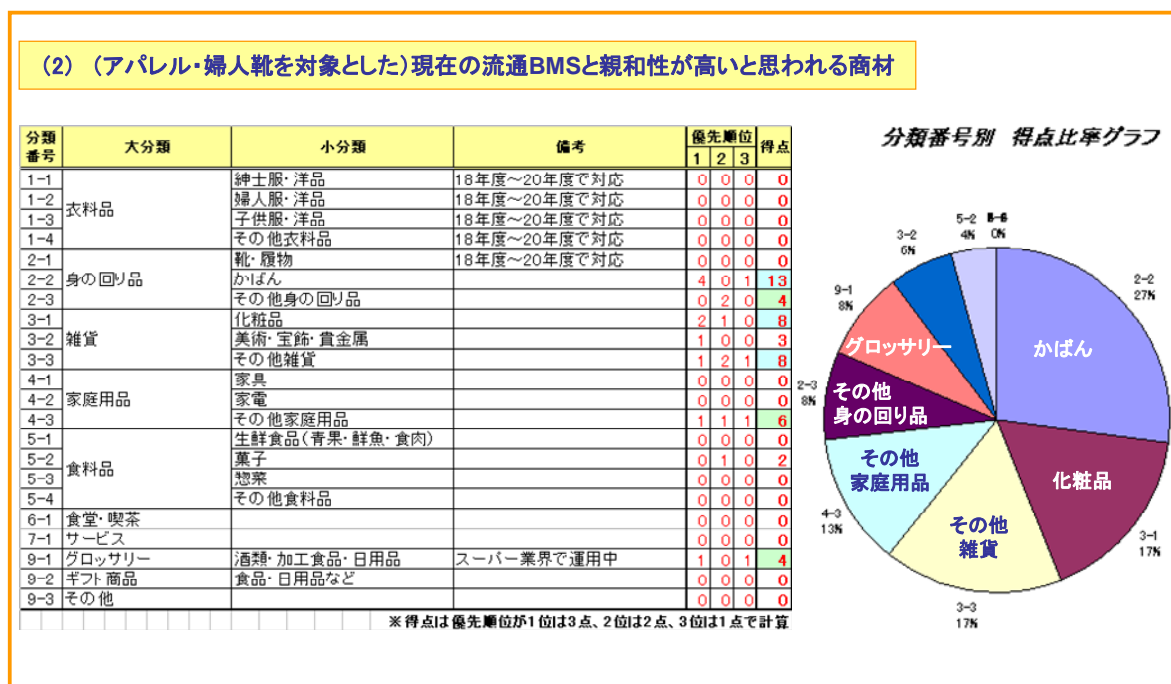 (2) (アパレル・婦人靴を対象とした)現在の流通BMSと親和性が高いと思われる商材
分類番号 大分類 小分類 備考 優先順位 得点
1 2 3
1-1 衣料品 紳士服・洋品 18年度～20年度で対応 0 0 0 0
1-2 婦人服・洋品 18年度～20年度で対応 0 0 0 0
1-3 子供服・洋品 18年度～20年度で対応 0 0 0 0
1-4 その他衣料品 18年度～20年度で対応 0 0 0 0
2-1 身の回り品 靴・履物 18年度～20年度で対応 0 0 0 0
2-2 かばん 4 0 1 13
2-3 その他身の回り品 0 2 0 4
3-1 雑貨 化粧品 2 1 0 8
3-2 美術・宝飾・貴金属 1 0 0 3
3-3 その他雑貨 1 2 1 8
4-1 家庭用品 家具 0 0 0 0
4-2 家電 0 0 0 0
4-3 その他家庭用品 1 1 1 6
5-1 食料品 生鮮食品(青果・鮮魚・食肉) 0 0 0 0
5-2 菓子 0 1 0 2
5-3 惣菜 0 0 0 0
5-4 その他食料品 0 0 0 0
6-1 食堂・喫茶 0 0 0 0
7-1 サービス 0 0 0 0
9-1 グロッサリー 酒類・加工食品・日用品 スーパー業界で運用中 1 0 1 4
9-2 ギフト商品 食品・日用品など 0 0 0 0
9-3 その他 0 0 0 0
※得点は優先順位が1位は3点、2位は2点、3位は1点で計算
分類番号別 得点比率グラフ
5-2
4%
0%
3-2
6%
2-2
27%
9-1
8%
グロッサリー
かばん
2-3
8%
その他
身の回り品
その他
家庭用品
化粧品
4-3
13%
その他
雑貨
3-1
17%
3-3
17%